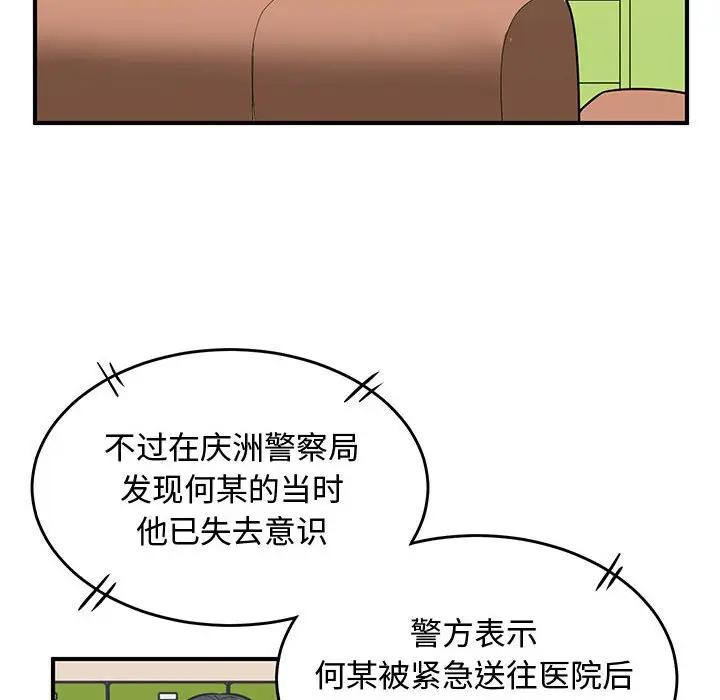 不过在庆洲警察局
发现何某的当时
他已失去意识
警方表示
何某被紧急送往医院后